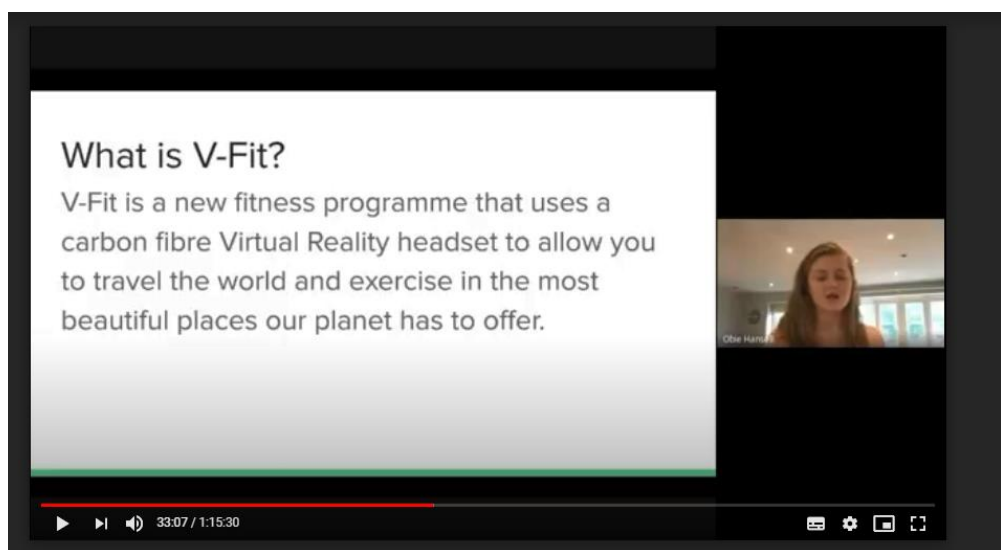 What is V-Fit?
V-Fit is a new fitness programme that uses a
carbon fibre Virtual Reality headset to allow you
to travel the world and exercise in the most
beautiful places our planet has to offer.
Obie
33:07 / 1:15:30